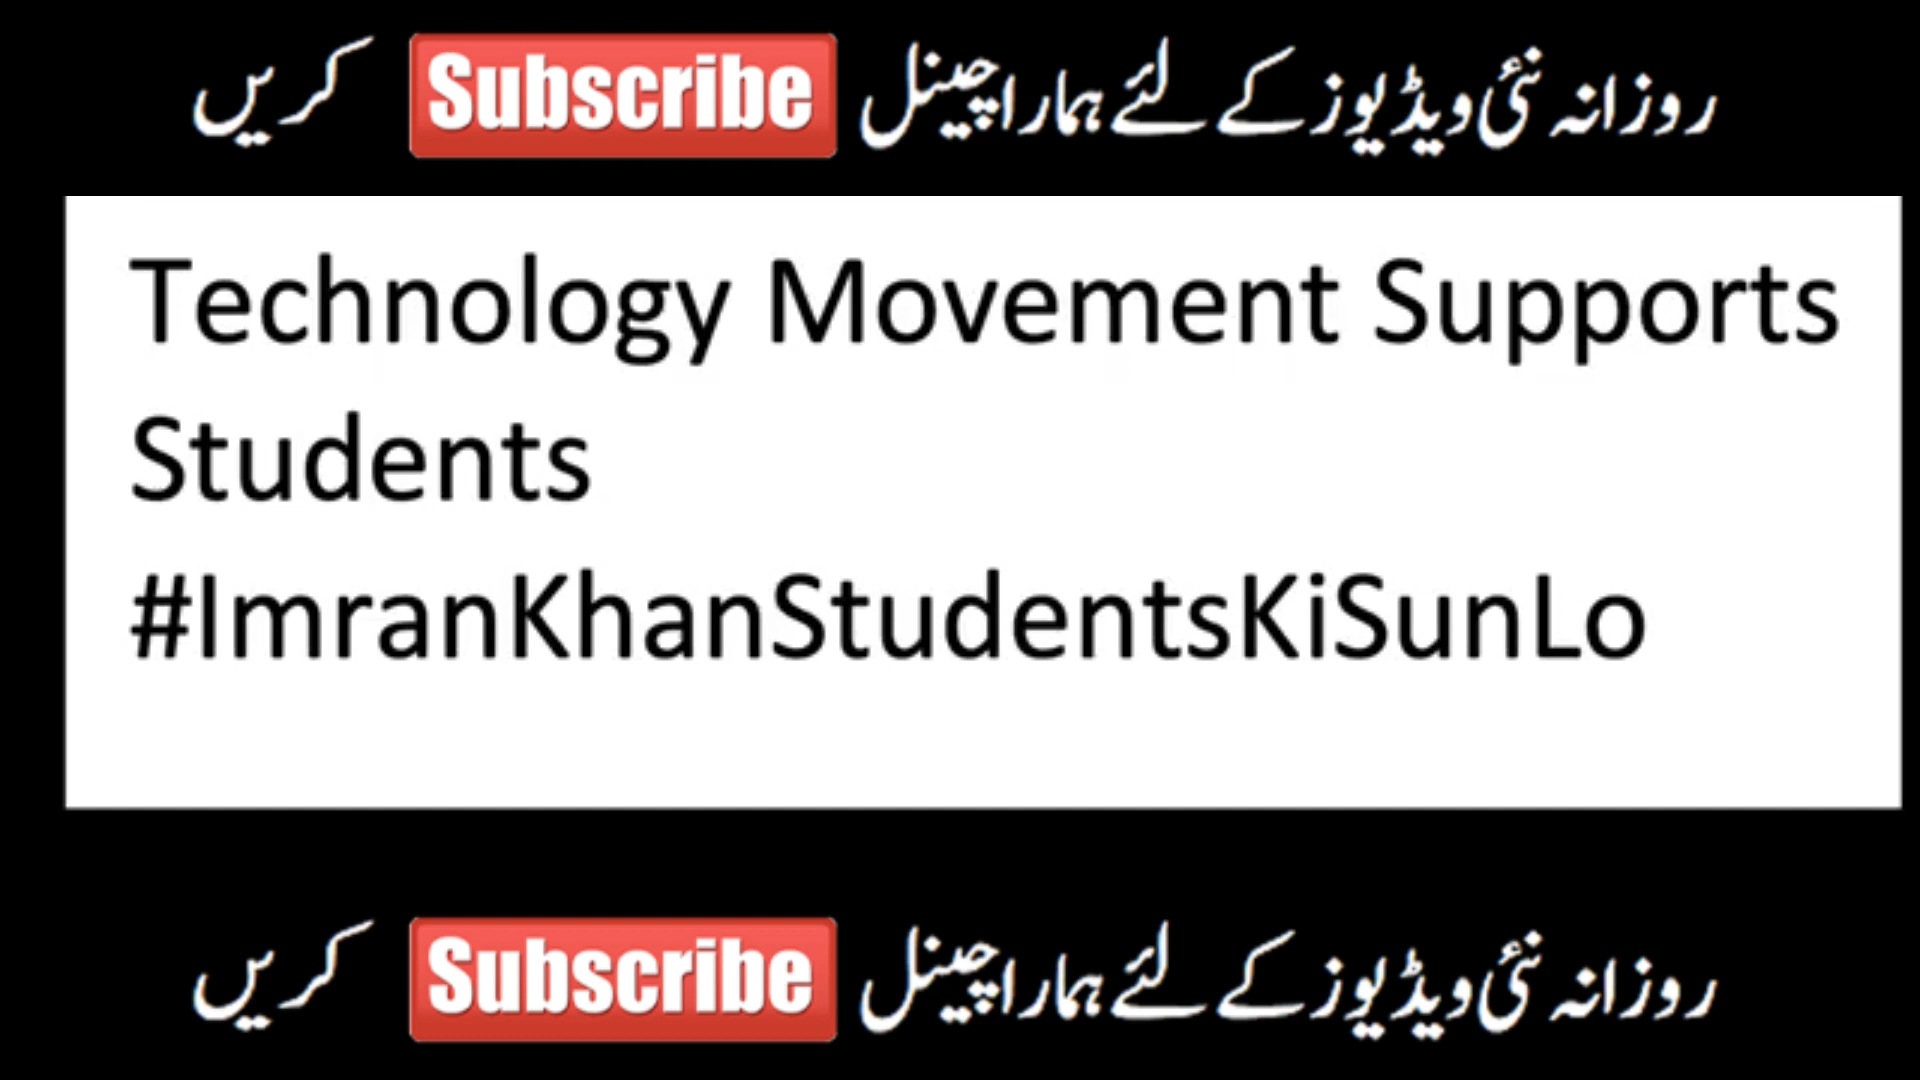 روزانہ نئی ویڈیوز کے لئے ہمارا چینل Subscribe کریں
Technology Movement Supports
Students
#ImranKhanStudentsKiSunLo
روزانہ نئی ویڈیوز کے لئے ہمارا چینل Subscribe کریں